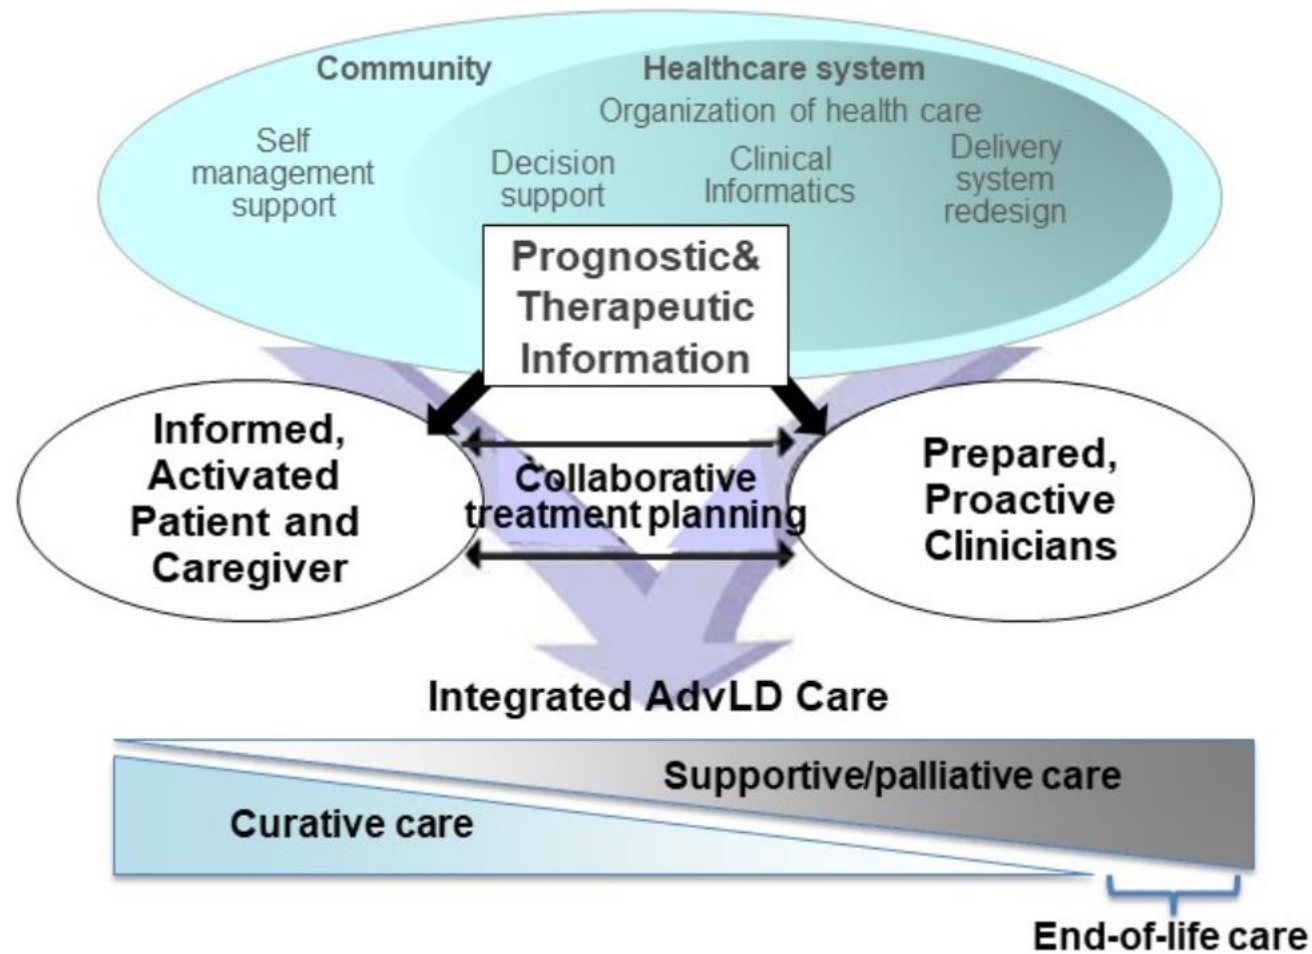 Community
Healthcare system
Organization of health care
Self
management
support
Decision
support
Clinical
Informatics
Delivery
system
redesign
Prognostic&
Therapeutic
Information
Informed,
Activated
Patient and
Caregiver
Collaborative
treatment planning
Prepared,
Proactive
Clinicians
Integrated AdvLD Care
Supportive/palliative care
Curative care
End-of-life care